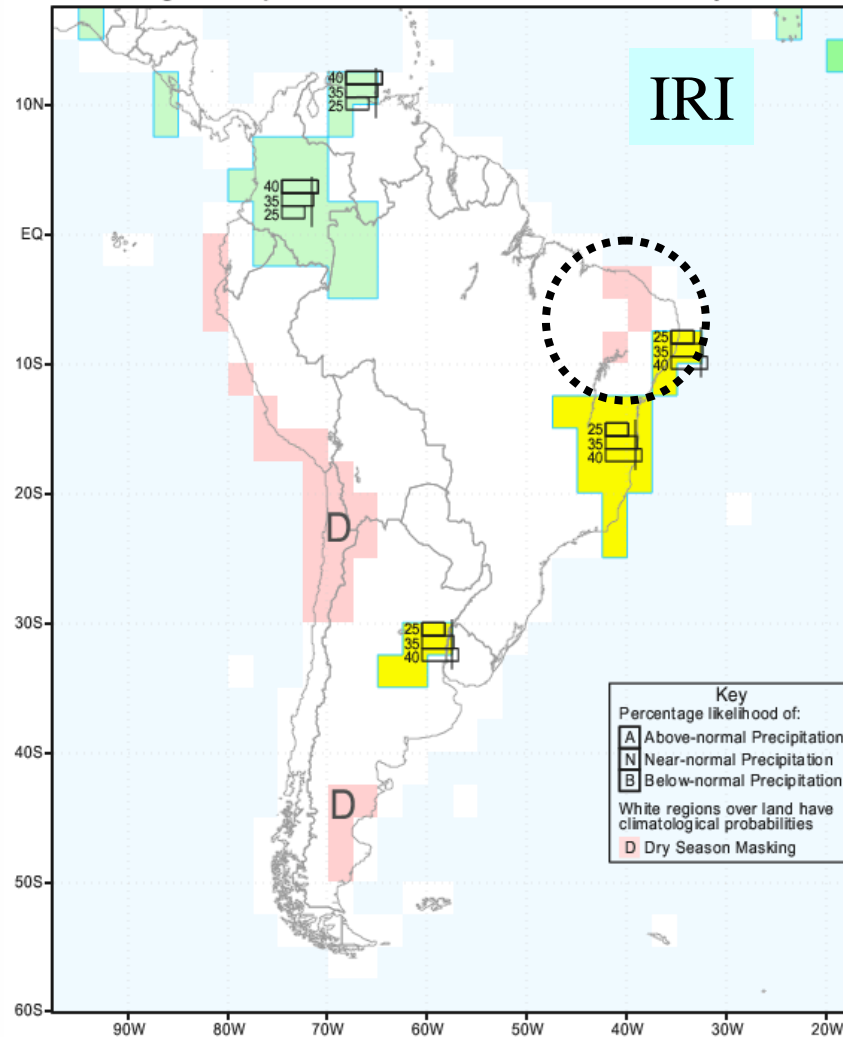 IRI
40
35
25
10N
40
35
25
EQ
25
35
40
10S
25
35
40
20S
D
30S
25
35
40
Key
Percentage likelihood of:
A Above-normal Precipitation
N Near-normal Precipitation
B Below-normal Precipitation
White regions over land have
climatological probabilities
D Dry Season Masking
40S
D
50S
60S
90W 80W 70W 60W 50W 40W 30W 20W